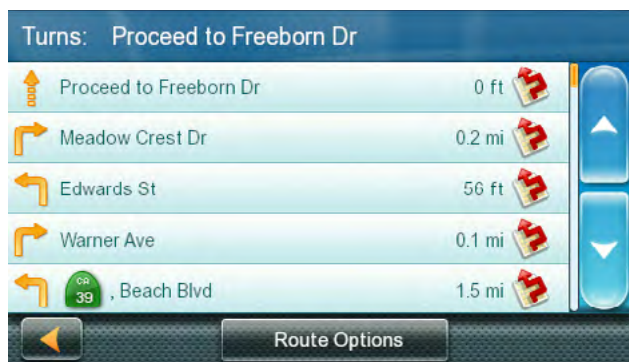 Turns: Proceed to Freeborn Dr
Proceed to Freeborn Dr 0 ft
Meadow Crest Dr 0.2 mi
Edwards St 56 ft
Warner Ave 0.1 mi
CA 39 , Beach Blvd 1.5 mi
Route Options